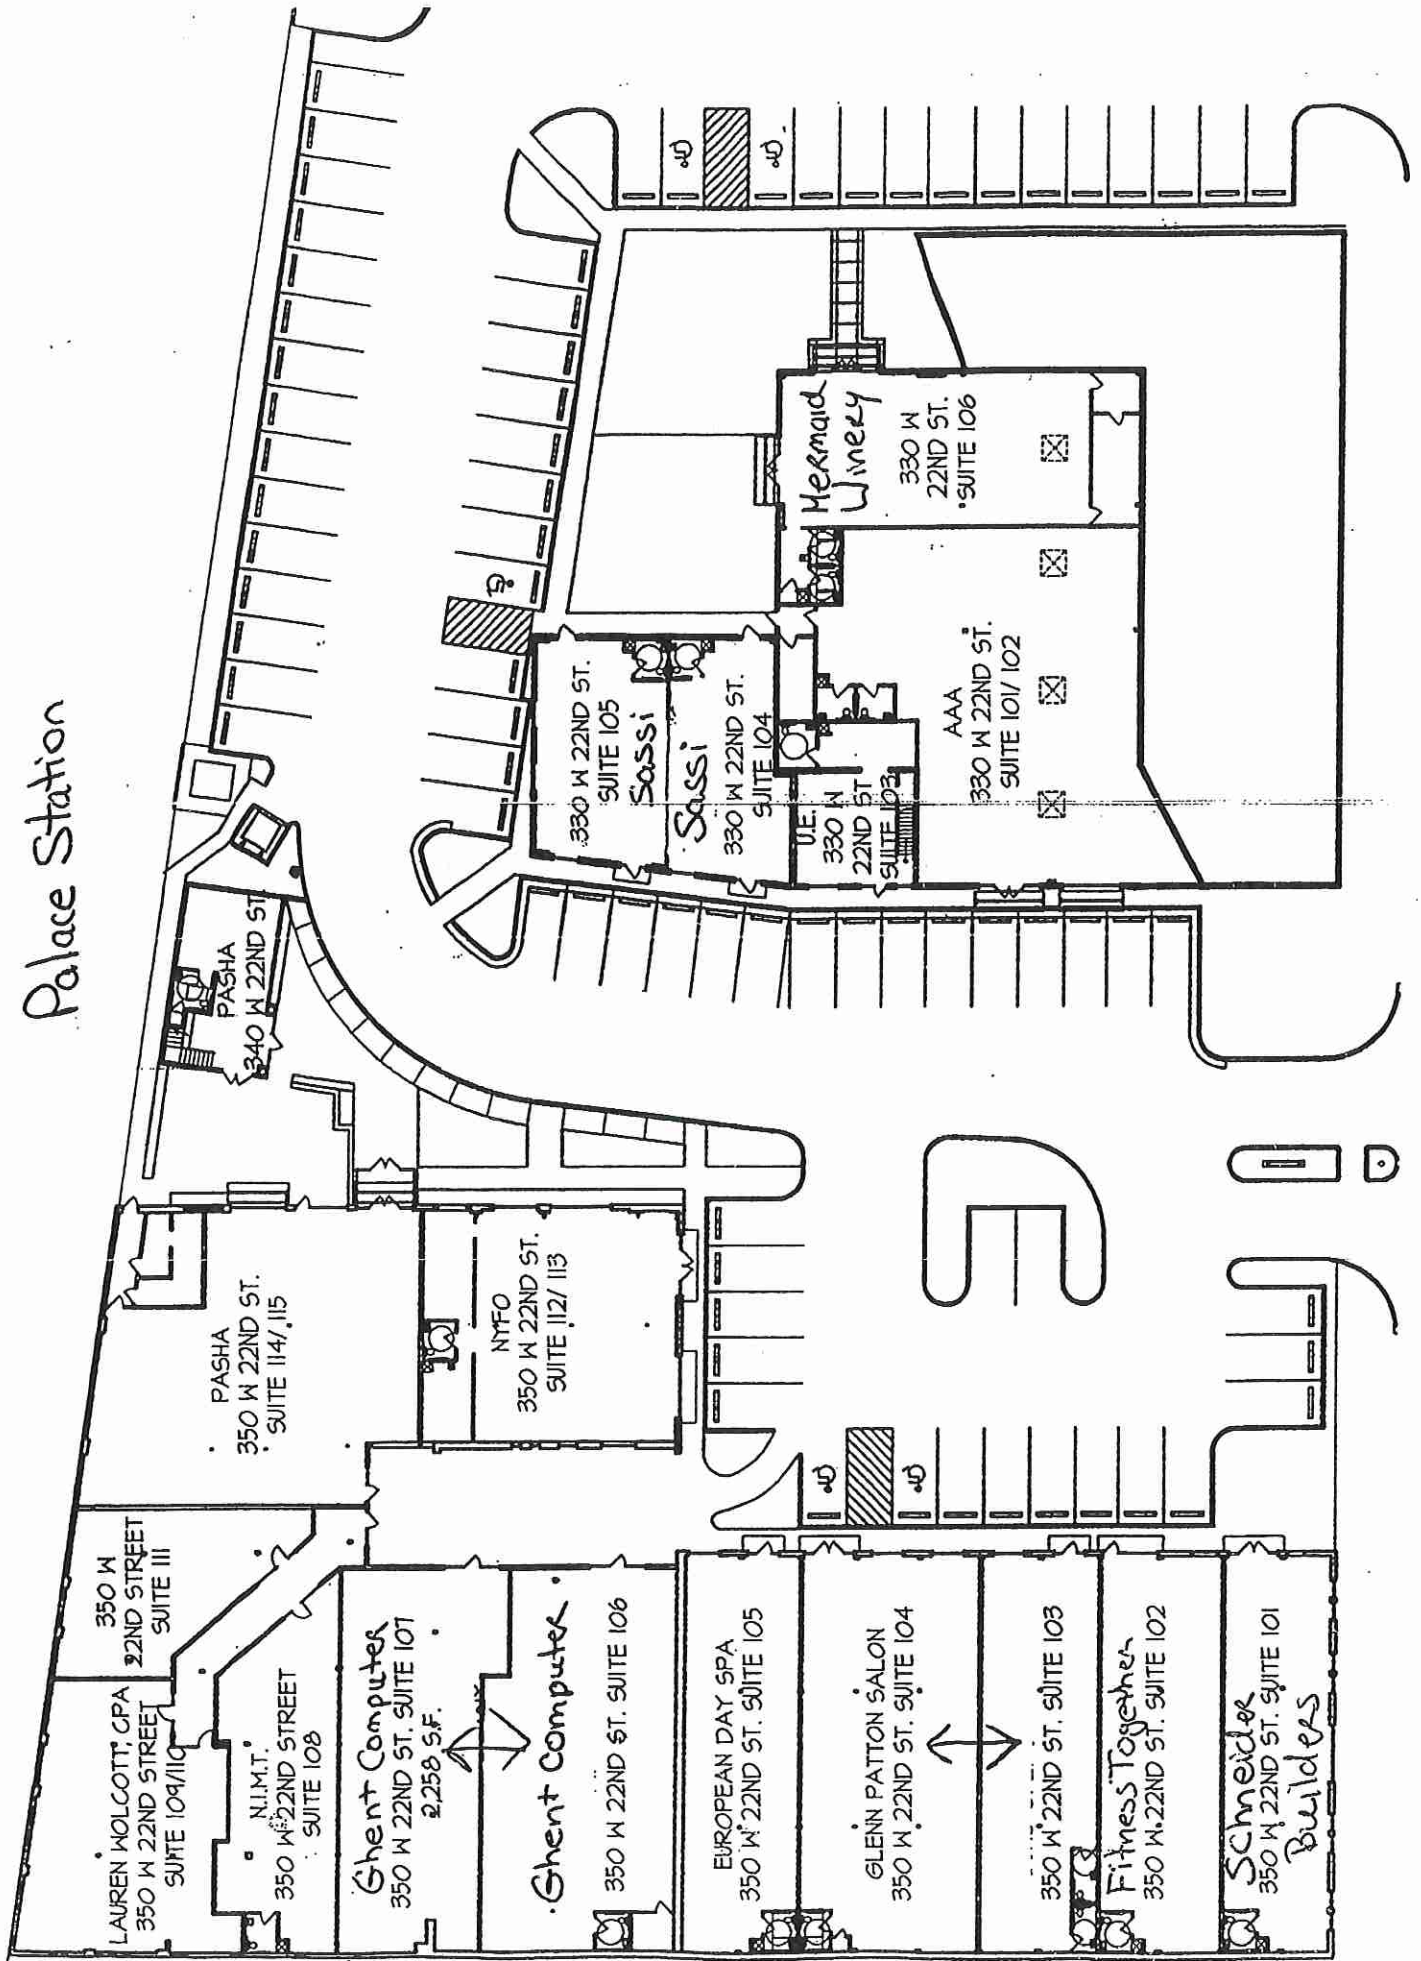 Palace Station
PASHA
340 W 22ND ST
330 W 22ND ST.
SUITE 105
Sassi
Sassi
330 W 22ND ST.
SUITE 104
U.E.
330 W
22ND ST
SUITE 103
Mermaid
Winery
330 W
22ND ST.
SUITE 106
AAA
330 W 22ND ST.
SUITE 101/102
PASHA
350 W 22ND ST.
SUITE 114/115
NYFO
350 W 22ND ST.
SUITE 112/113
350 W
22ND STREET
SUITE 111
LAUREN WOLCOTT, CPA
350 W 22ND STREET
SUITE 109/110
N.I.M.T.
350 W 22ND STREET
SUITE 108
Ghent Computer
350 W 22ND ST. SUITE 107
2,258 S.F.
Ghent Computer
350 W 22ND ST. SUITE 106
EUROPEAN DAY SPA
350 W 22ND ST. SUITE 105
GLENN PATTON SALON
350 W 22ND ST. SUITE 104
350 W 22ND ST. SUITE 103
Fitness Together
350 W. 22ND ST. SUITE 102
Schneider
350 W 22ND ST. SUITE 101
Builders